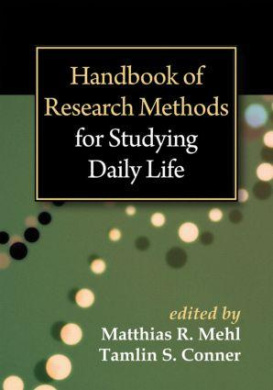 Handbook of
Research Methods
for Studying
Daily Life
edited by
Matthias R. Mehl
Tamlin S. Conner